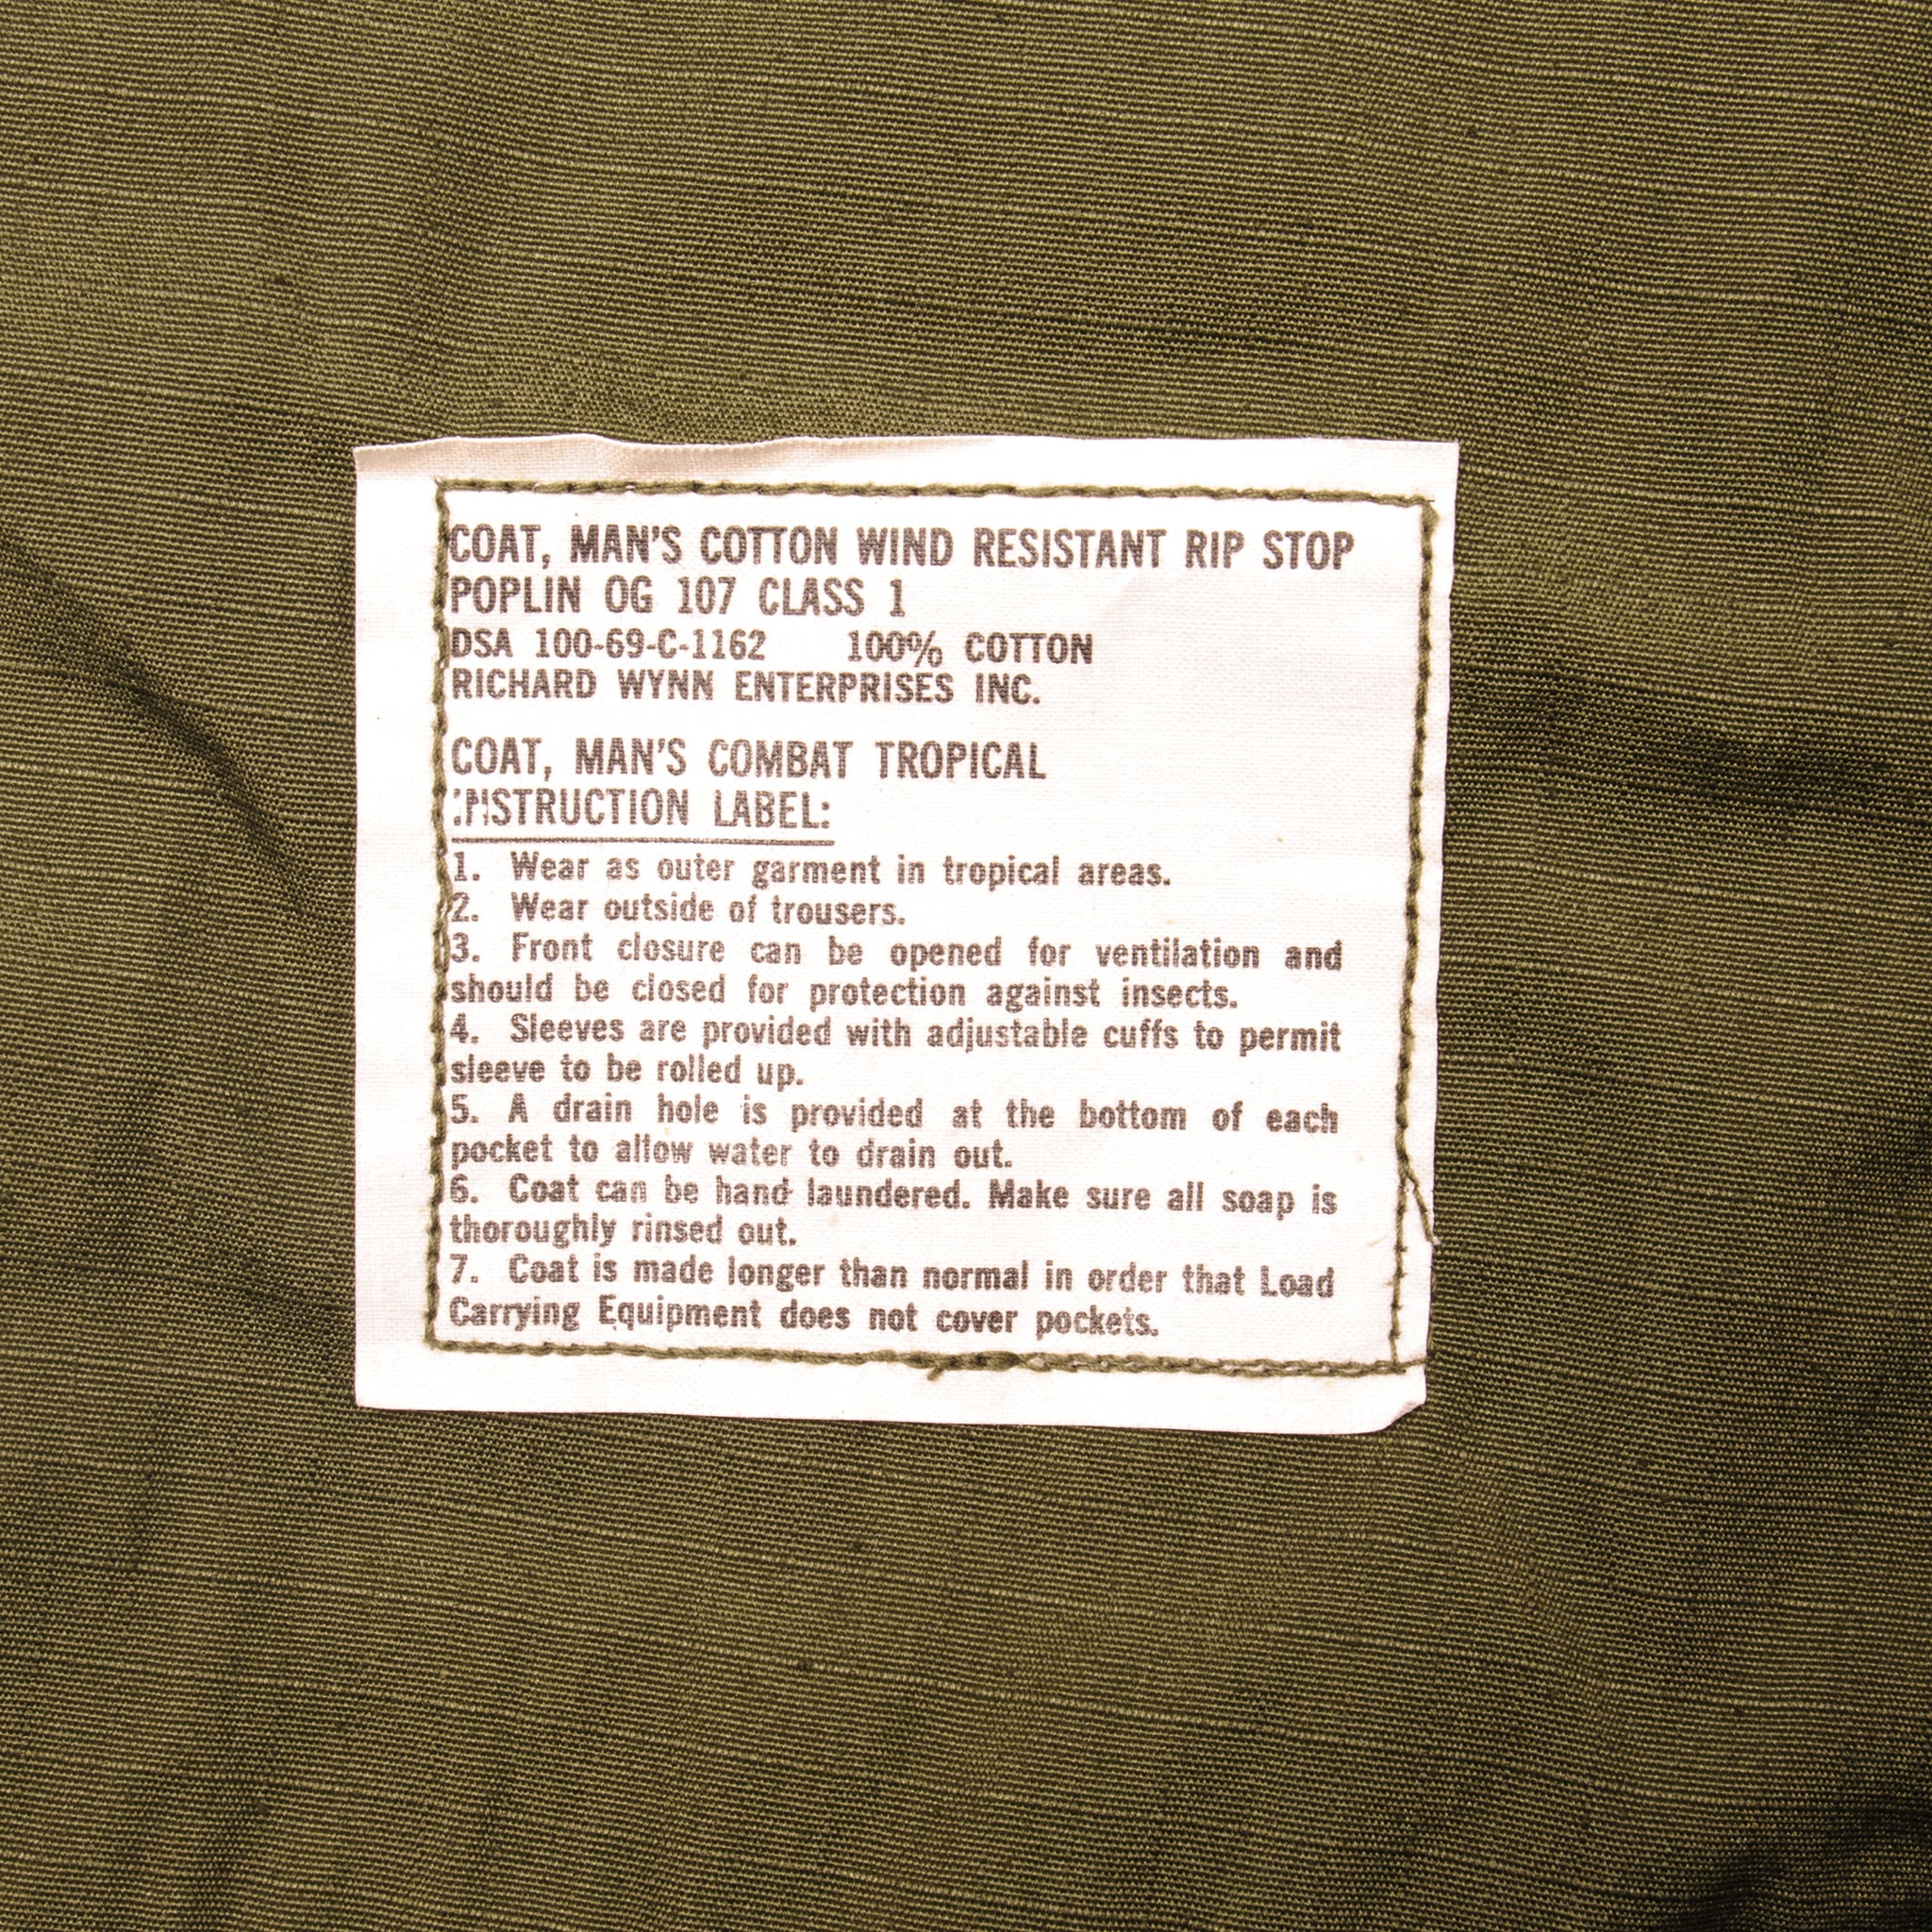 COAT, MAN'S COTTON WIND RESISTANT RIP STOP
POPLIN OG 107 CLASS 1
DSA 100-69-C-1162 100% COTTON
RICHARD WYNN ENTERPRISES INC.
COAT, MAN'S COMBAT TROPICAL
INSTRUCTION LABEL:
1. Wear as outer garment in tropical areas.
2. Wear outside of trousers.
3. Front closure can be opened for ventilation and
should be closed for protection against insects.
4. Sleeves are provided with adjustable cuffs to permit
sleeve to be rolled up.
5. A drain hole is provided at the bottom of each
pocket to allow water to drain out.
6. Coat can be hand laundered. Make sure all soap is
thoroughly rinsed out.
7. Coat is made longer than normal in order that Load
Carrying Equipment does not cover pockets.